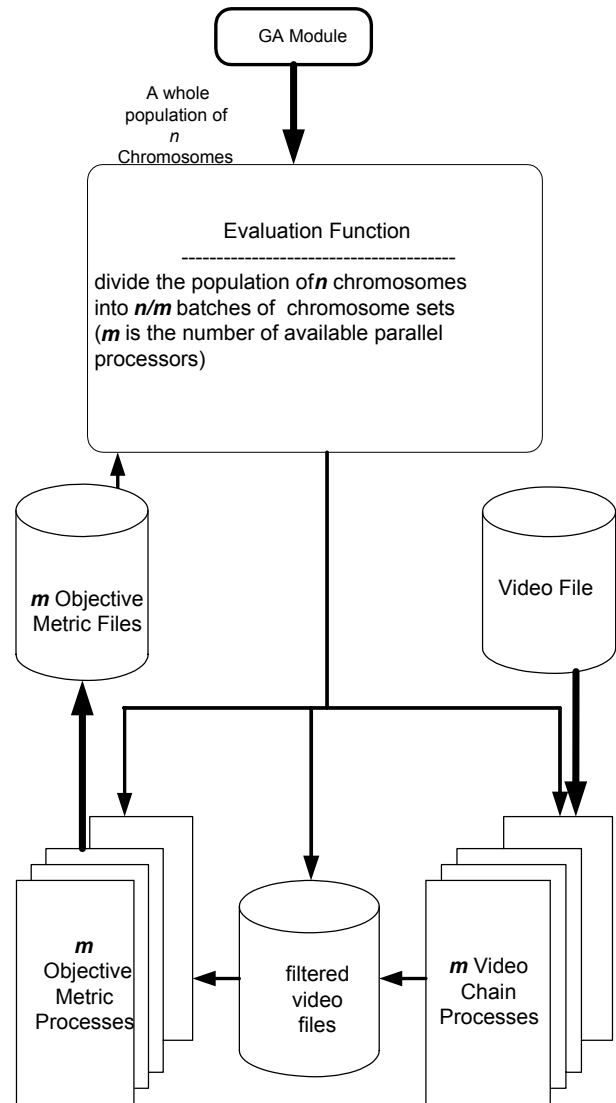 GA Module
A whole
population of
n
Chromosomes
Evaluation Function
---------------------------------------
divide the population ofn chromosomes
into n/m batches of chromosome sets
(m is the number of available parallel
processors)
m Objective
Metric Files
Video File
m
Objective
Metric
Processes
filtered
video
files
m Video
Chain
Processes